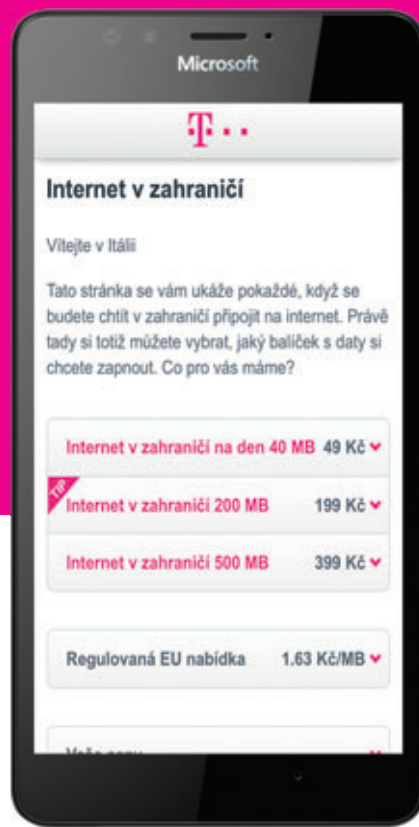 Microsoft
T
Internet v zahraničí
Vítejte v Itálii
Tato stránka se vám ukáže pokaždé, když se
budete chtít v zahraničí připojit na internet. Právě
tady si totiž můžete vybrat, jaký balíček s daty si
chcete zapnout. Co pro vás máme?
Internet v zahraničí na den 40 MB 49 Kč
TIP
Internet v zahraničí 200 MB 199 Kč
Internet v zahraničí 500 MB 399 Kč
Regulovaná EU nabídka 1.63 Kč/MB